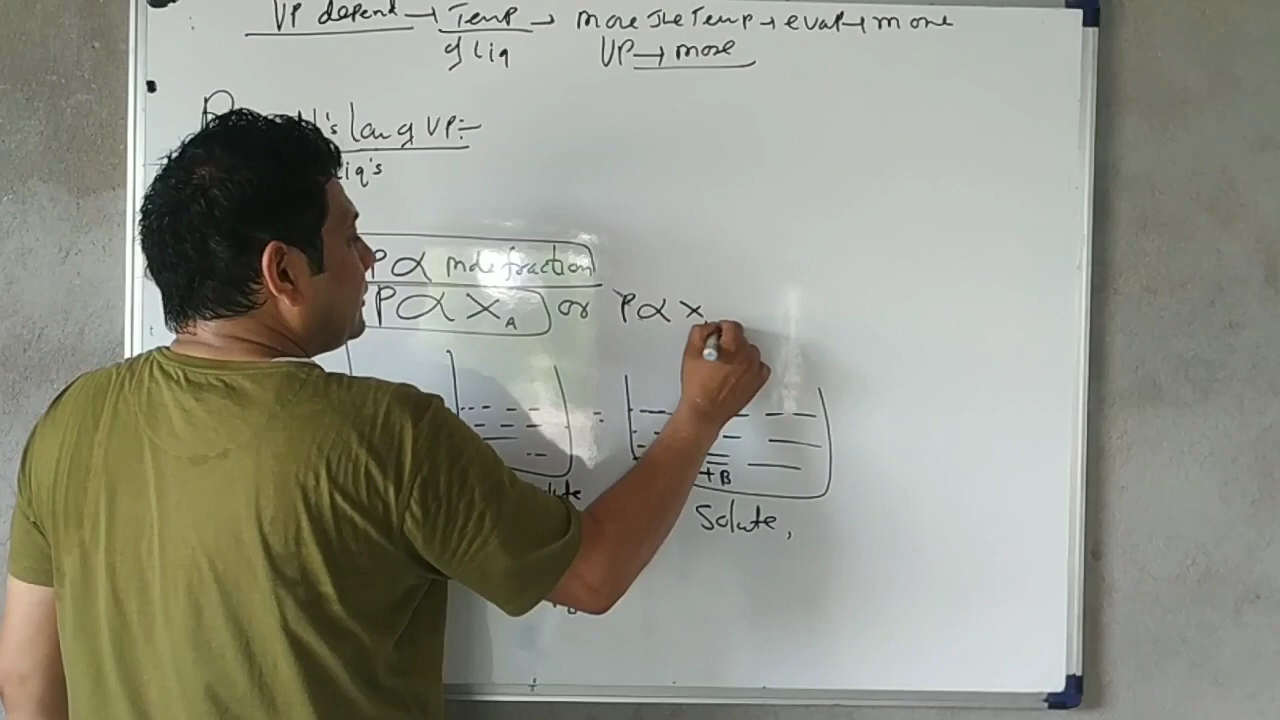 VP depend → Temp → more the Temp → evap → more
of Liq VP → more
's law of VP:-
liq's
P α mole fraction
P α X_A or P α X
+B
Solute,